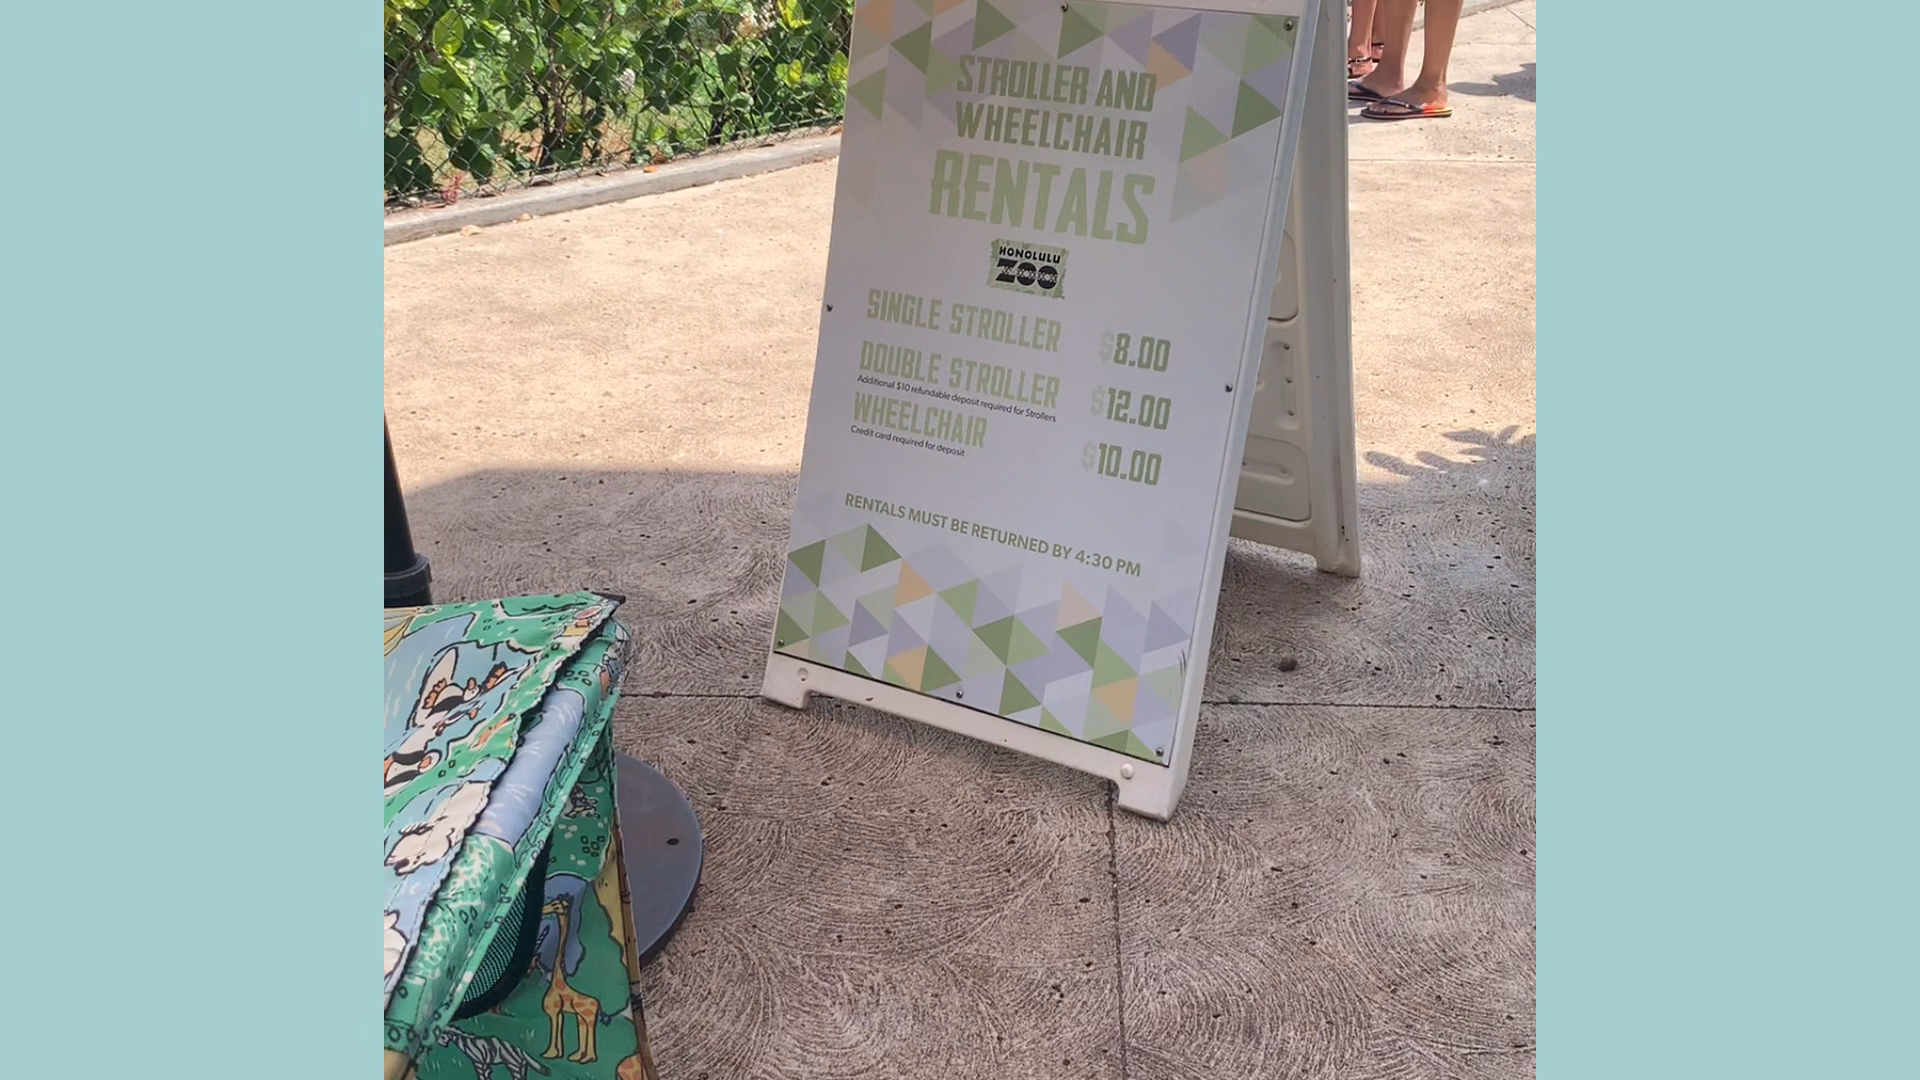 STROLLER AND
WHEELCHAIR
RENTALS
HONOLULU
ZOO
SINGLE STROLLER $8.00
DOUBLE STROLLER $12.00
Additional $10 refundable deposit required for Strollers
WHEELCHAIR $10.00
Credit card required for deposit
RENTALS MUST BE RETURNED BY 4:30 PM